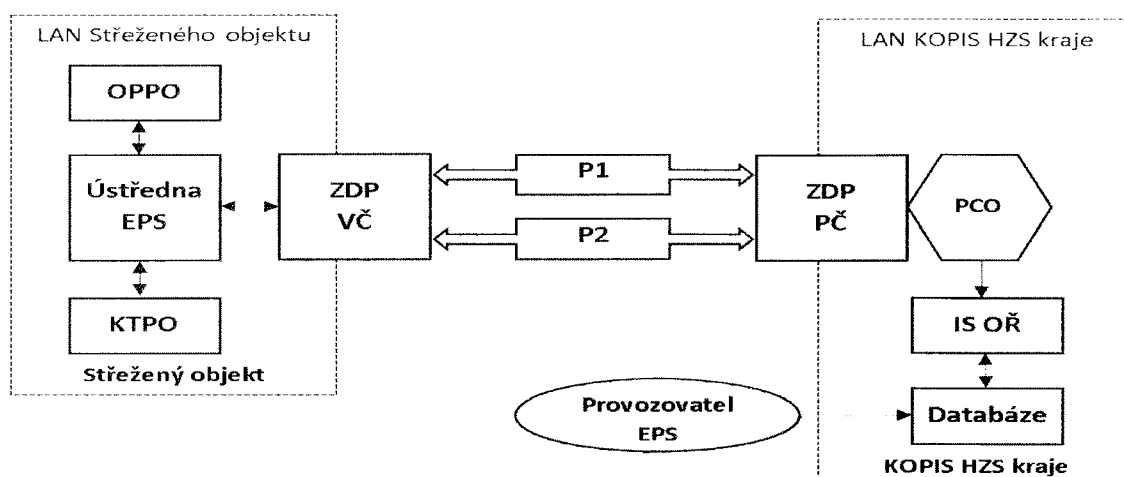 LAN Střeženého objektu
OPPO
Ústředna
EPS
KTPO
Střežený objekt
ZDP
VČ
P1
P2
LAN KOPIS HZS kraje
ZDP
PČ
PCO
IS OŘ
Databáze
KOPIS HZS kraje
Provozovatel
EPS